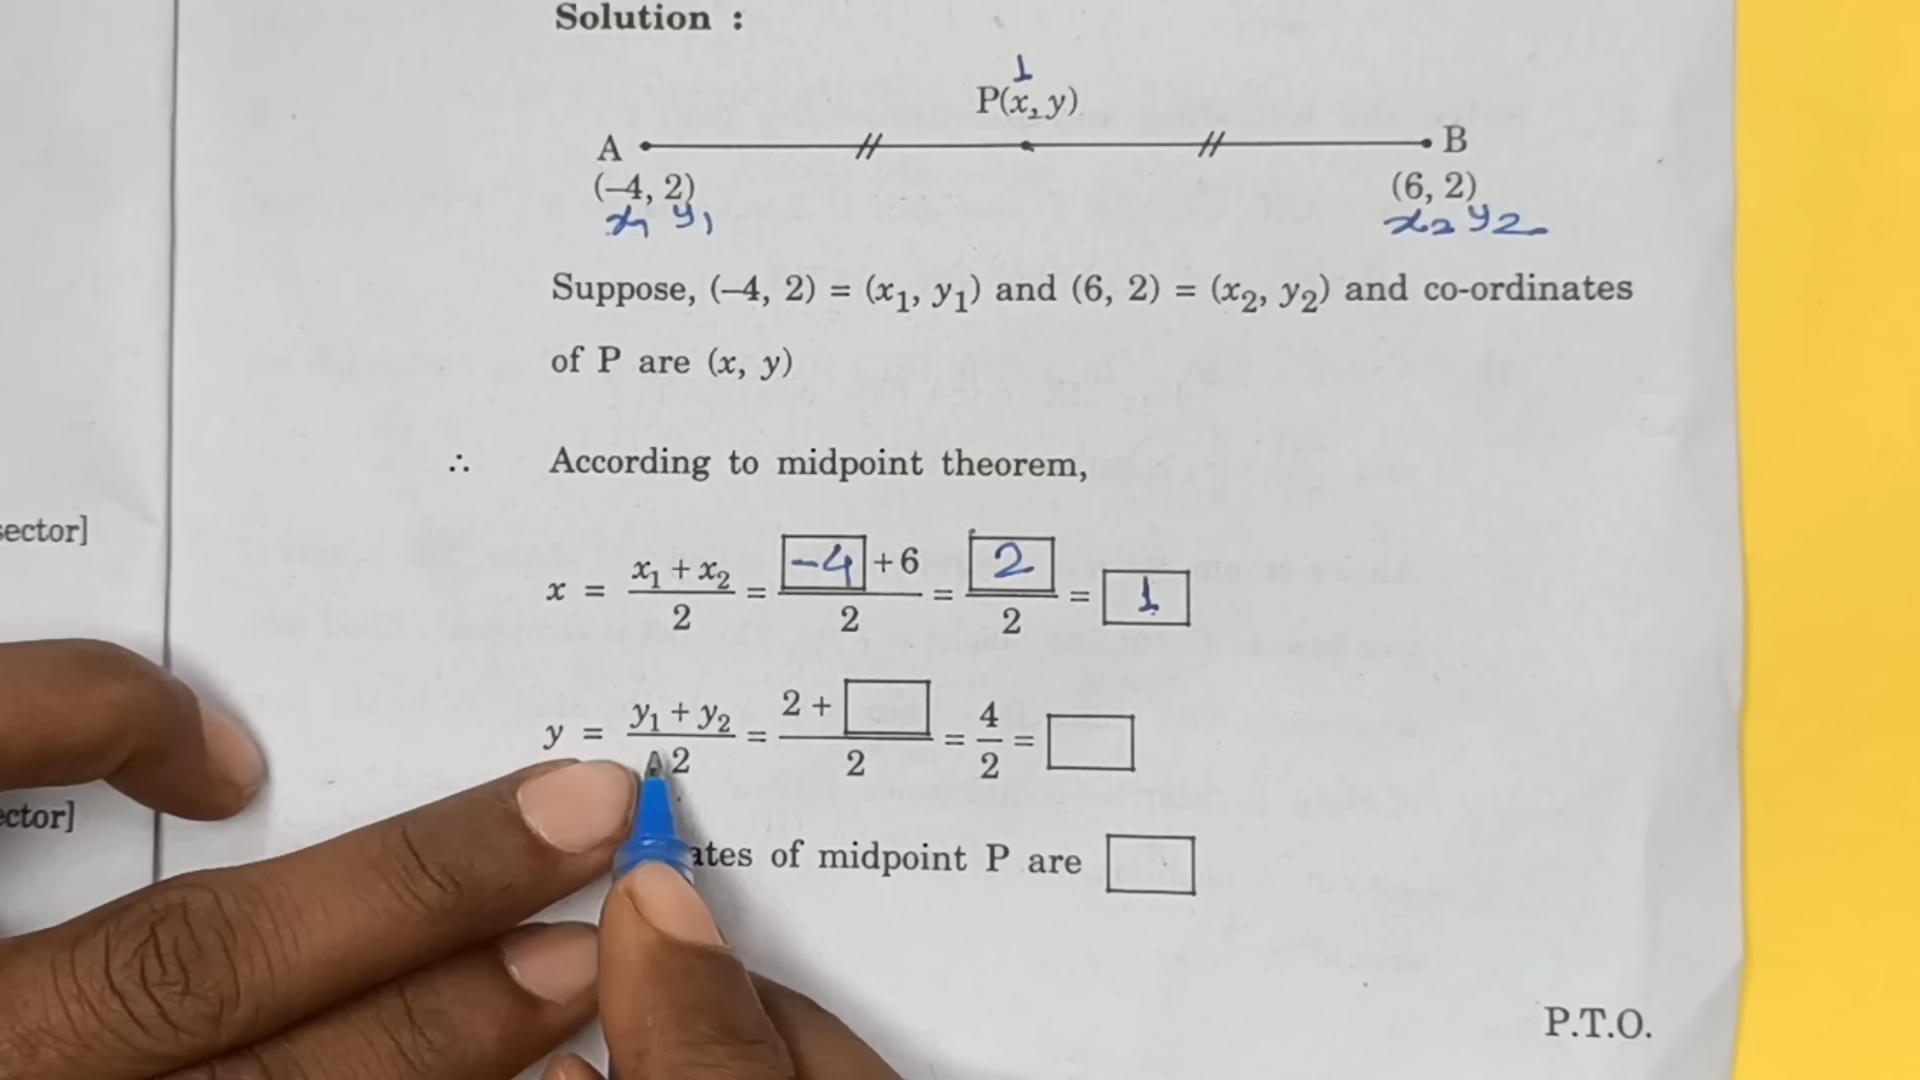 Solution :
1
P(x, y)
A
B
(–4, 2)
(6, 2)
x1 y1
x2 y2
Suppose, (–4, 2) = (x1, y1) and (6, 2) = (x2, y2) and co-ordinates
of P are (x, y)
sector]
∴ According to midpoint theorem,
x = x1 + x2 / 2 = -4 + 6 / 2 = 2 / 2 = 1
y = y1 + y2 / 2 = 2 + / 2 = 4 / 2 =
ector]
of midpoint P are
P.T.O.